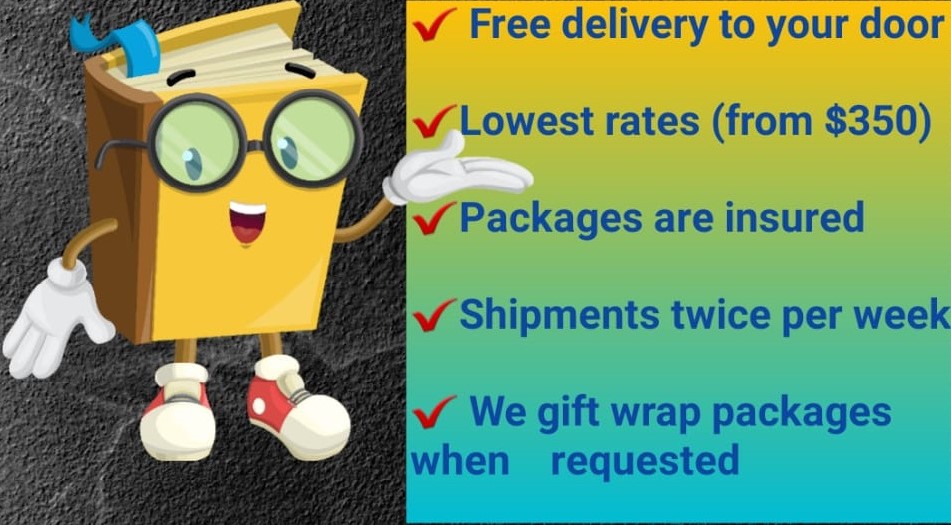 Free delivery to your door
Lowest rates (from $350)
Packages are insured
Shipments twice per week
We gift wrap packages
when requested